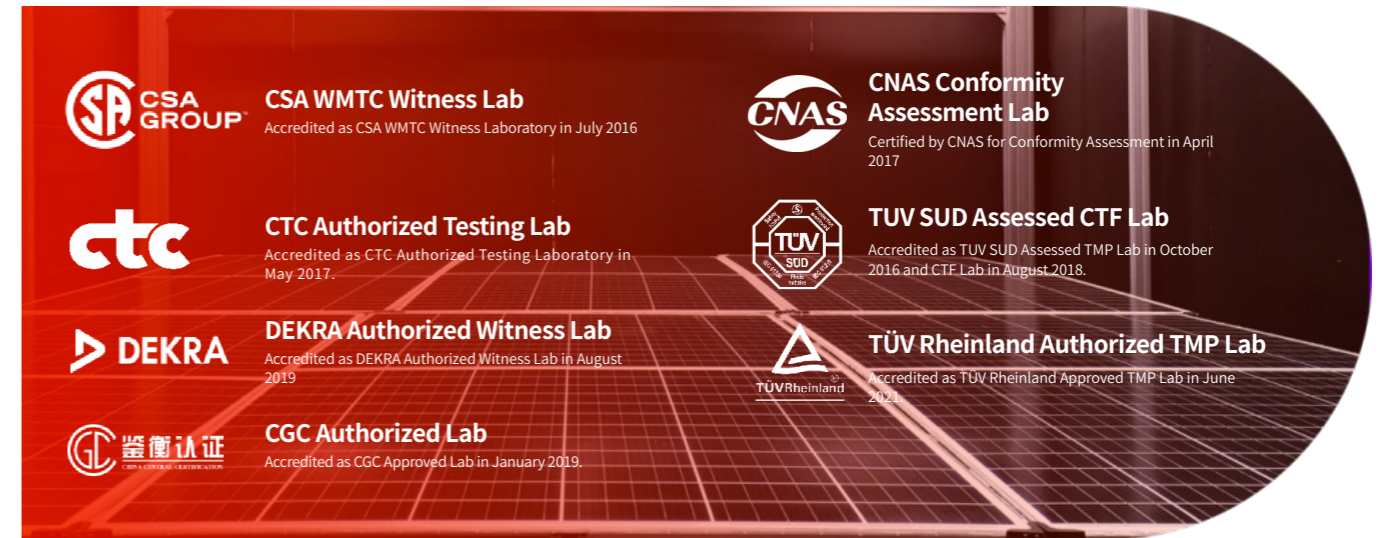 CSA
GROUP
CSA WMTC Witness Lab
Accredited as CSA WMTC Witness Laboratory in July 2016
ctc
CTC Authorized Testing Lab
Accredited as CTC Authorized Testing Laboratory in
May 2017.
DEKRA
DEKRA Authorized Witness Lab
Accredited as DEKRA Authorized Witness Lab in August
2019
鉴衡认证
CHINA GENERAL CERTIFICATION
CGC Authorized Lab
Accredited as CGC Approved Lab in January 2019.
CNAS
CNAS Conformity
Assessment Lab
Certified by CNAS for Conformity Assessment in April
2017
TÜV
SÜD
TUV SUD Assessed CTF Lab
Accredited as TUV SUD Assessed TMP Lab in October
2016 and CTF Lab in August 2018.
TÜVRheinland®
TÜV Rheinland Authorized TMP Lab
Accredited as TÜV Rheinland Approved TMP Lab in June
2021.